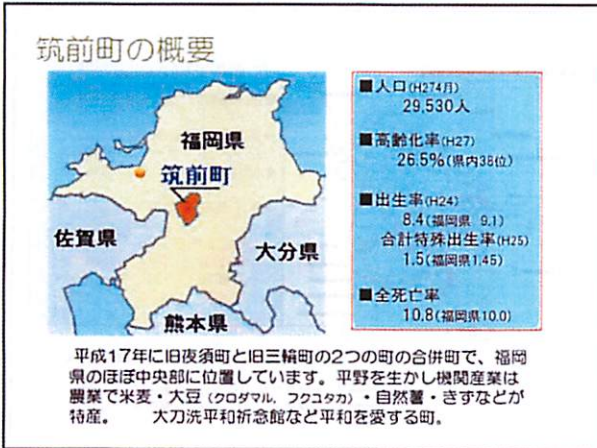 筑前町の概要
福岡県
筑前町
佐賀県
大分県
熊本県
■人口(H274月)
29,530人
■高齢化率(H27)
26.5%(県内38位)
■出生率(H24)
8.4(福岡県 9.1)
合計特殊出生率(H25)
1.5(福岡県1.45)
■全死亡率
10.8(福岡県10.0)
平成17年に旧夜須町と旧三輪町の2つの町の合併町で、福岡
県のほぼ中央部に位置しています。平野を生かし機関産業は
農業で米麦・大豆(クロダマル、フクユタカ)・自然薯・きずなどが
特産。　大刀洗平和祈念館など平和を愛する町。